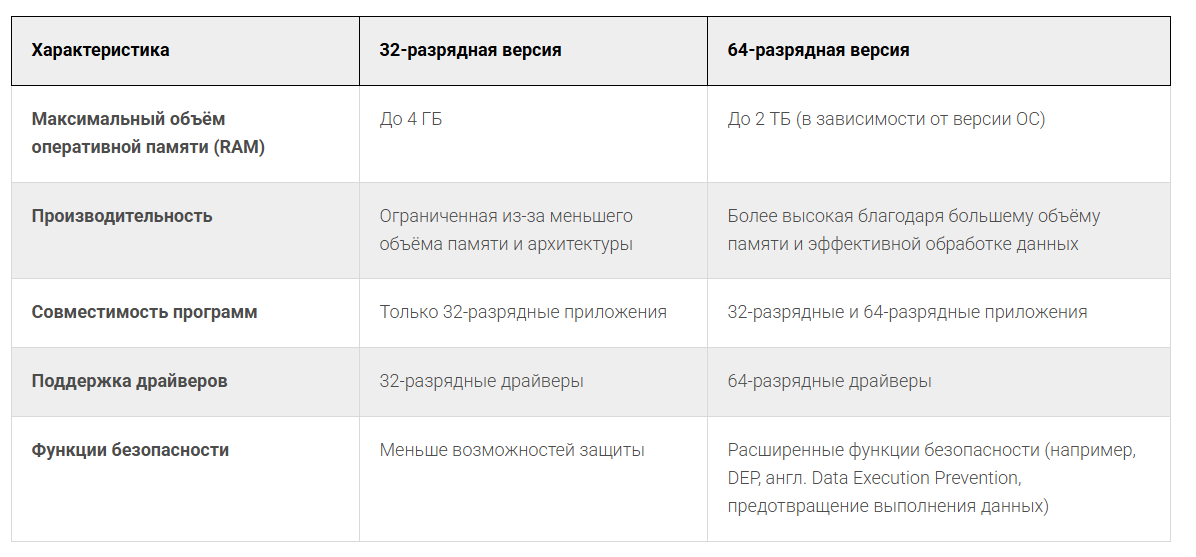 Характеристика
32-разрядная версия
64-разрядная версия
Максимальный объём
оперативной памяти (RAM)
До 4 ГБ
До 2 ТБ (в зависимости от версии ОС)
Производительность
Ограниченная из-за меньшего
объёма памяти и архитектуры
Более высокая благодаря большему объёму
памяти и эффективной обработке данных
Совместимость программ
Только 32-разрядные приложения
32-разрядные и 64-разрядные приложения
Поддержка драйверов
32-разрядные драйверы
64-разрядные драйверы
Функции безопасности
Меньше возможностей защиты
Расширенные функции безопасности (например,
DEP, англ. Data Execution Prevention,
предотвращение выполнения данных)